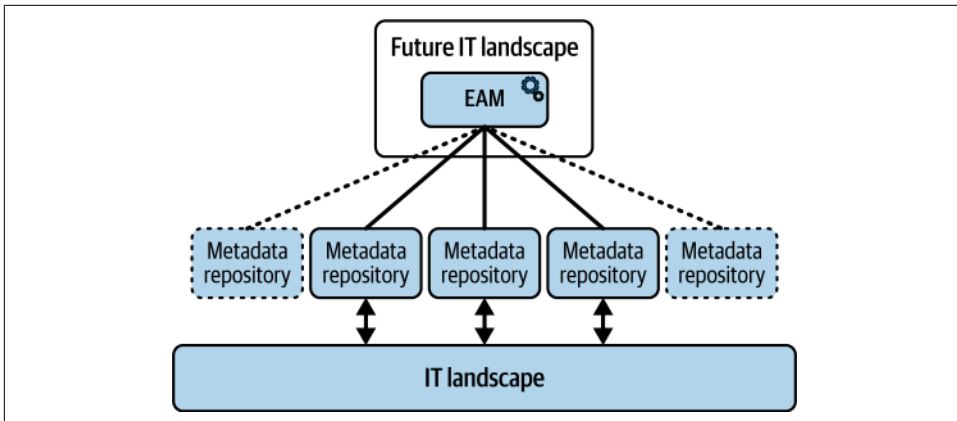 Future IT landscape
EAM
Metadata
repository
Metadata
repository
Metadata
repository
Metadata
repository
Metadata
repository
IT landscape